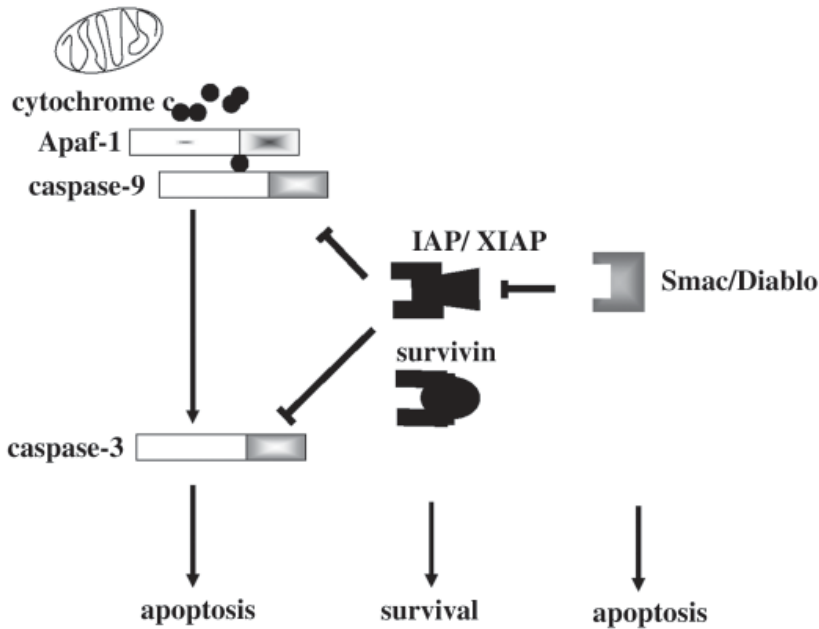 cytochrome c
Apaf-1
caspase-9
IAP/ XIAP
Smac/Diablo
survivin
caspase-3
apoptosis
survival
apoptosis